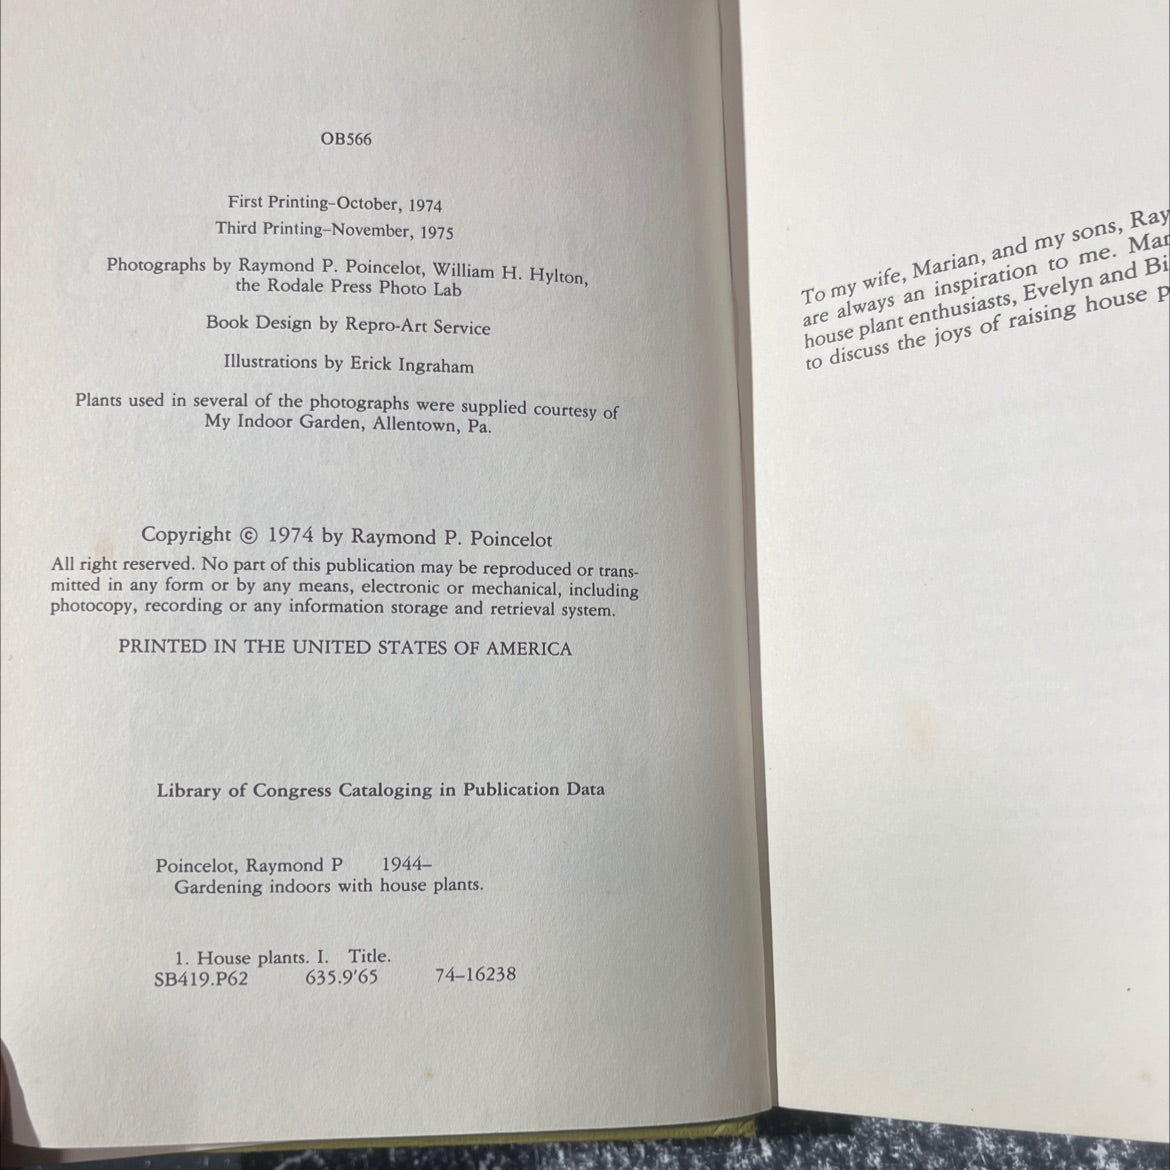 OB566
First Printing–October, 1974
Third Printing–November, 1975
Photographs by Raymond P. Poincelot, William H. Hylton,
the Rodale Press Photo Lab
Book Design by Repro-Art Service
Illustrations by Erick Ingraham
Plants used in several of the photographs were supplied courtesy of
My Indoor Garden, Allentown, Pa.
Copyright © 1974 by Raymond P. Poincelot
All right reserved. No part of this publication may be reproduced or trans-
mitted in any form or by any means, electronic or mechanical, including
photocopy, recording or any information storage and retrieval system.
PRINTED IN THE UNITED STATES OF AMERICA
Library of Congress Cataloging in Publication Data
Poincelot, Raymond P 1944–
Gardening indoors with house plants.
1. House plants. I. Title.
SB419.P62 635.9'65 74–16238
To my wife, Marian, and my sons, Ray
are always an inspiration to me. Mar
house plant enthusiasts, Evelyn and Bi
to discuss the joys of raising house p